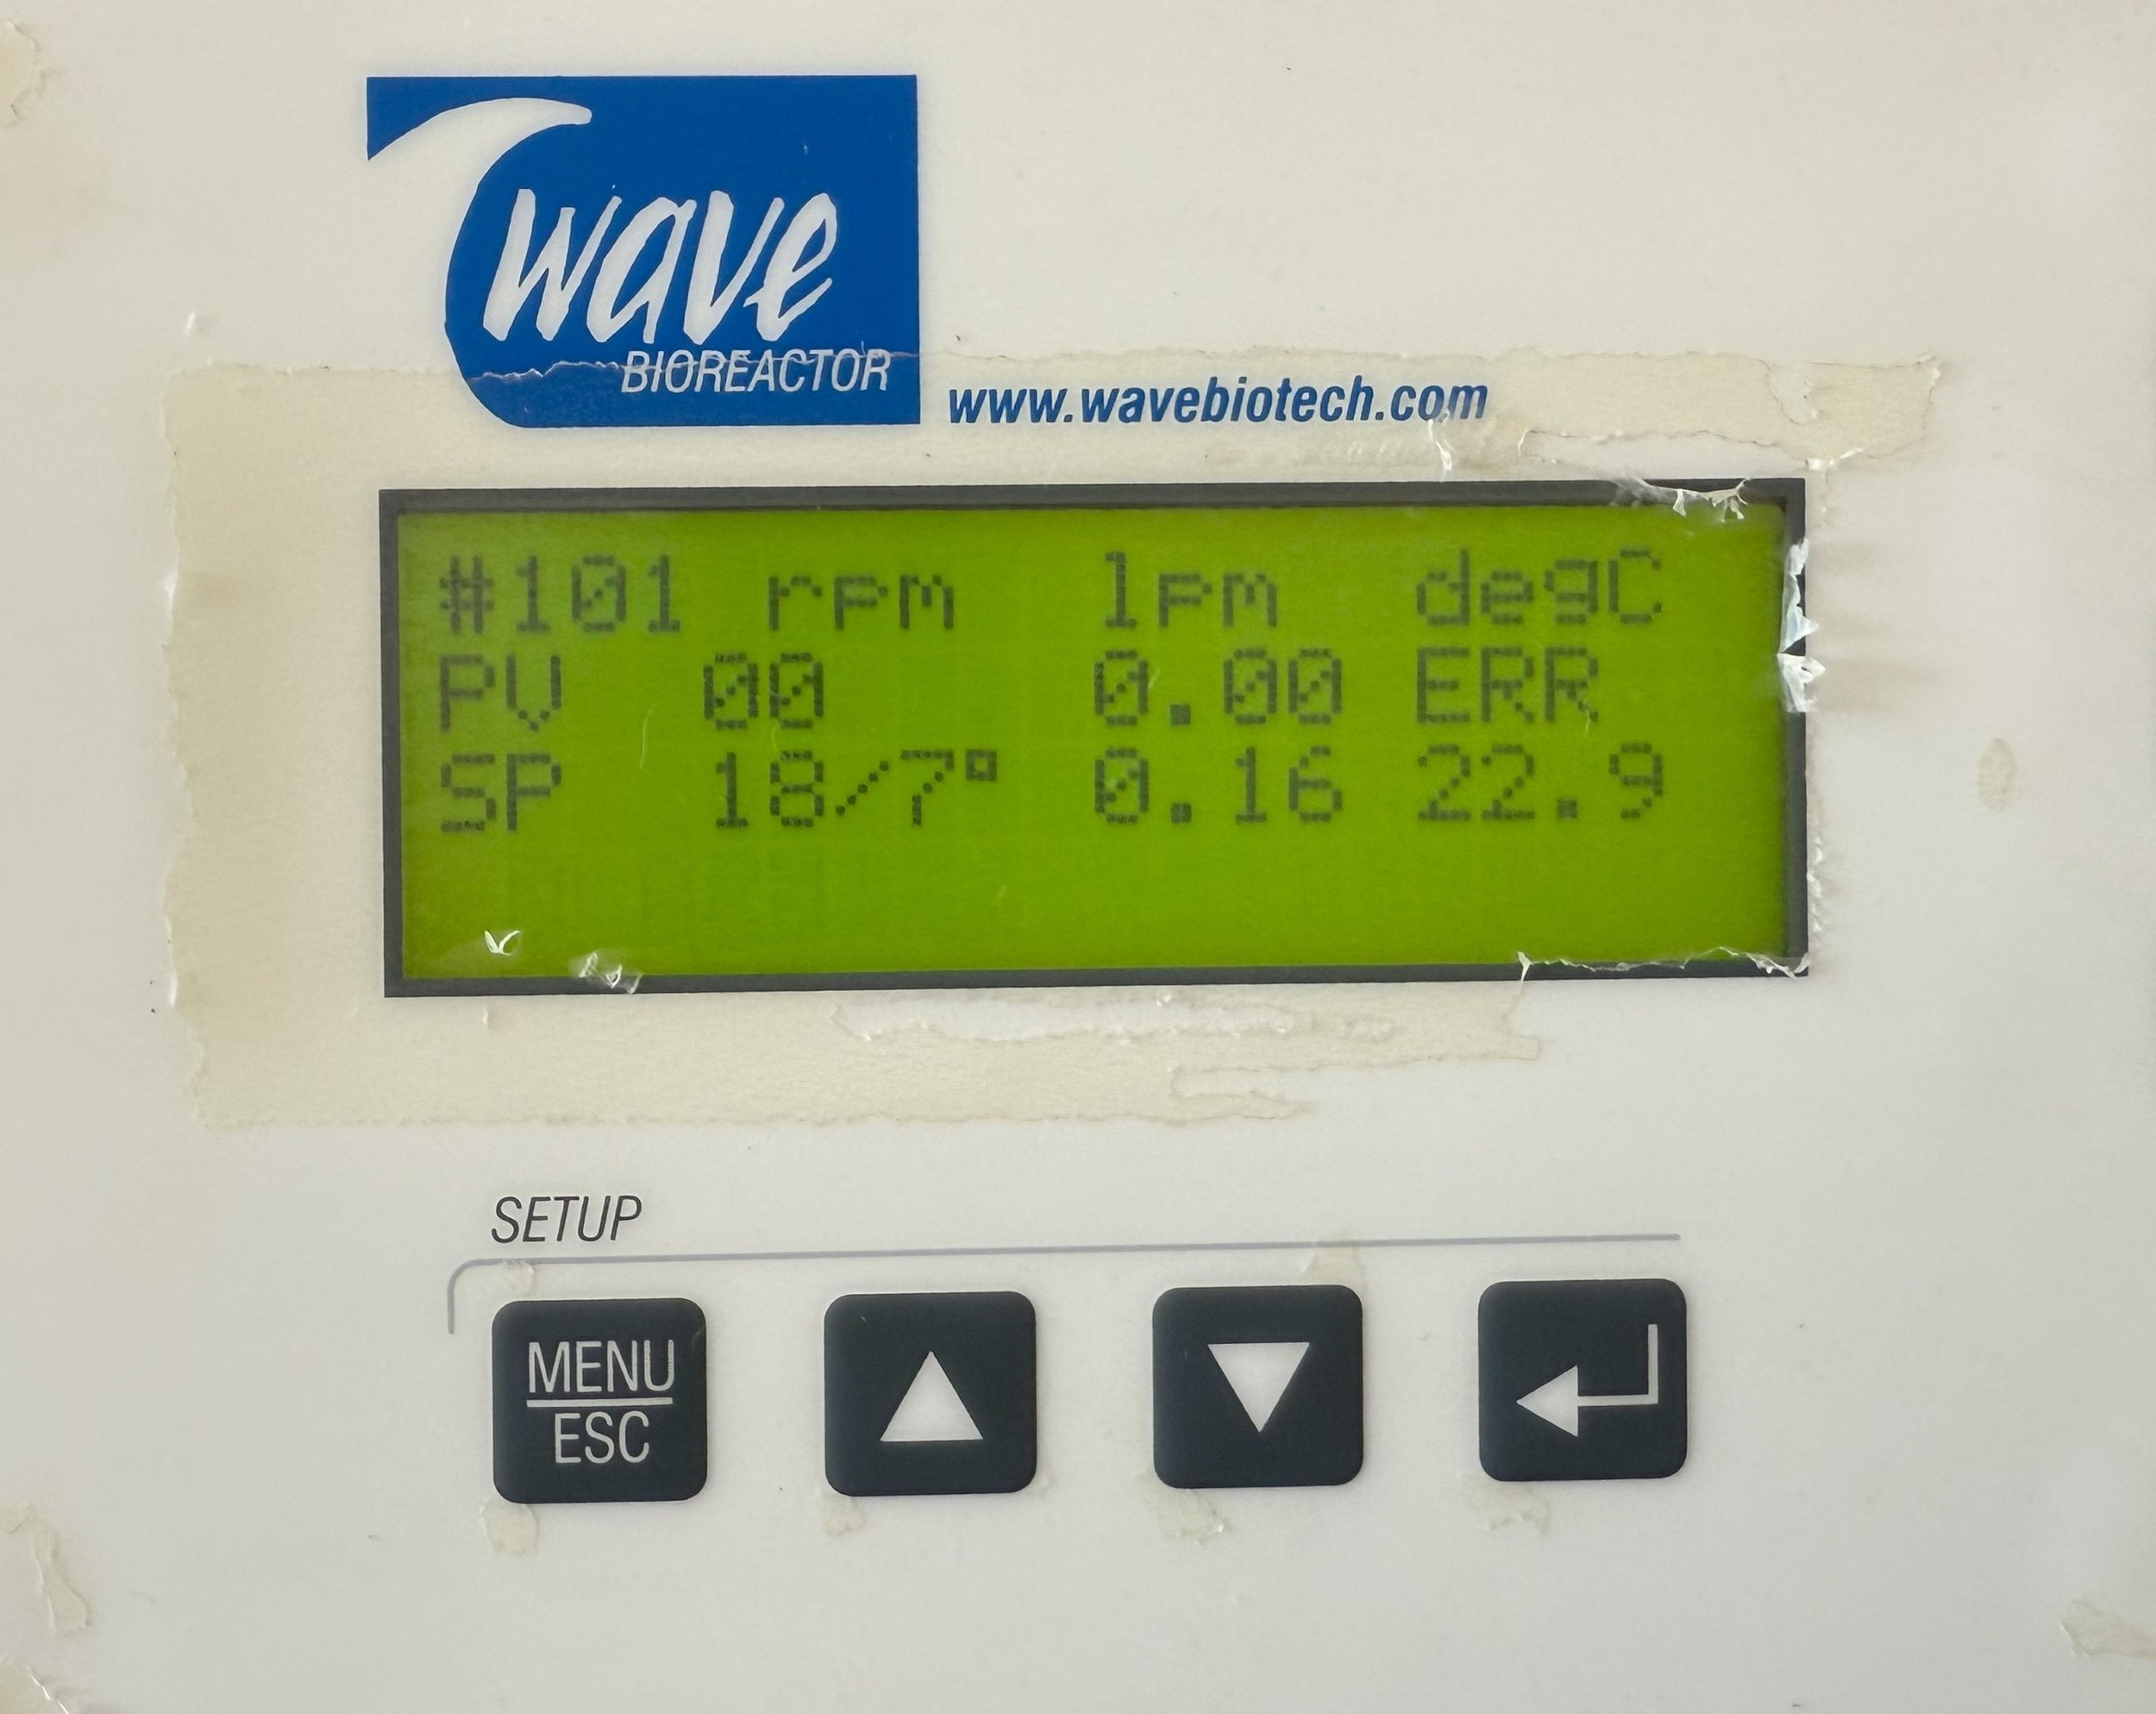 wave
BIOREACTOR
www.wavebiotech.com
#101 rpm lpm degC
PV 00 0.00 ERR
SP 18/7° 0.16 22.9
SETUP
MENU
ESC